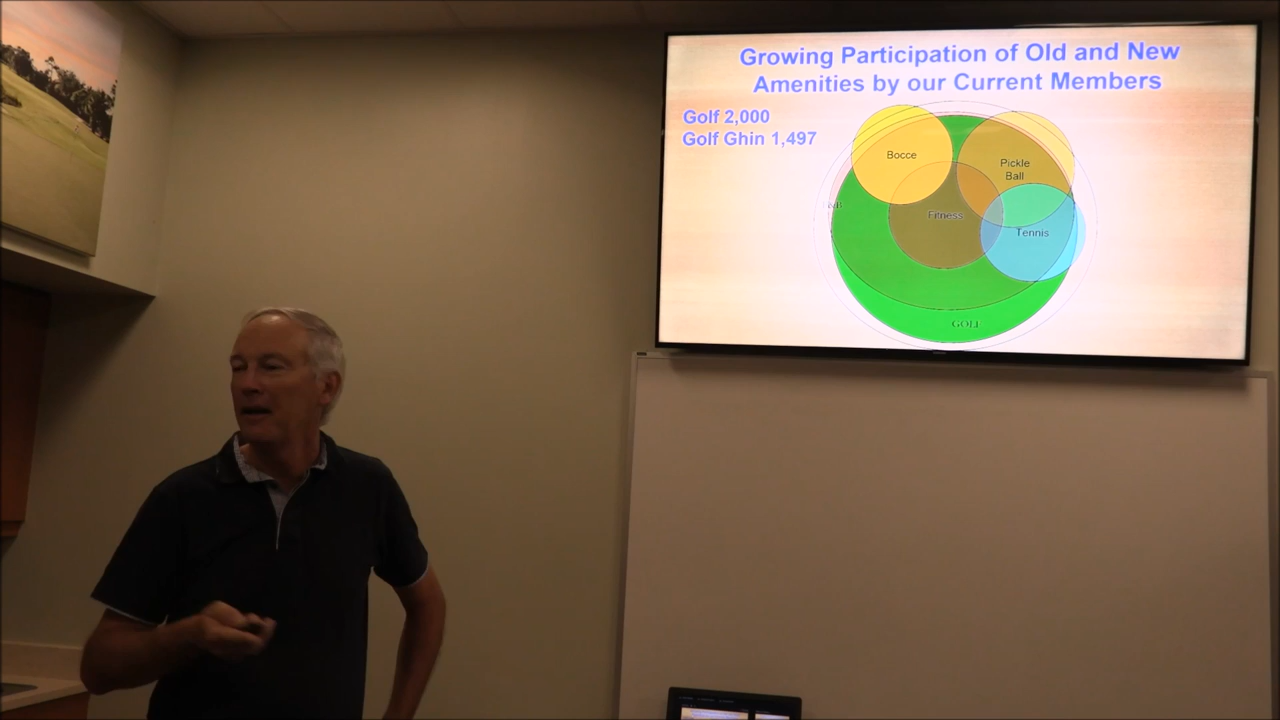 Growing Participation of Old and New
Amenities by our Current Members
Golf 2,000
Golf Ghin 1,497
Bocce
Pickle
Ball
Fitness
Tennis
GOLF